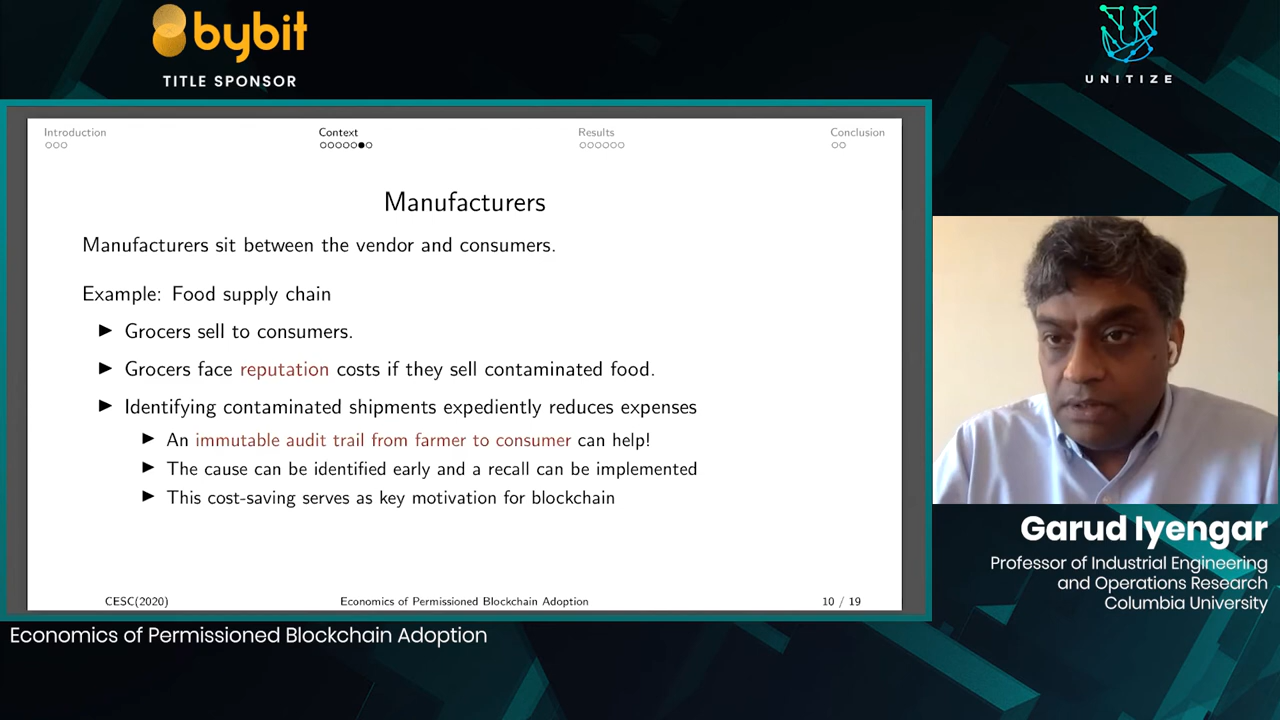 bybit
TITLE SPONSOR
UNITIZE
Introduction
Context
Results
Conclusion
Manufacturers
Manufacturers sit between the vendor and consumers.
Example: Food supply chain
Grocers sell to consumers.
Grocers face reputation costs if they sell contaminated food.
Identifying contaminated shipments expediently reduces expenses
An immutable audit trail from farmer to consumer can help!
The cause can be identified early and a recall can be implemented
This cost-saving serves as key motivation for blockchain
CESC(2020)
Economics of Permissioned Blockchain Adoption
10 / 19
Garud Iyengar
Professor of Industrial Engineering
and Operations Research
Columbia University
Economics of Permissioned Blockchain Adoption